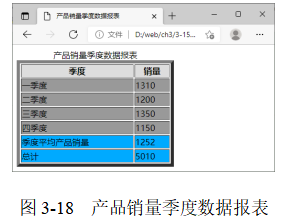 产品销量季度数据报表
文件 D:/web/ch3/3-15...
产品销量季度数据报表
季度 销量
一季度 1310
二季度 1200
三季度 1350
四季度 1150
季度平均产品销量 1252
总计 5010
图 3-18 产品销量季度数据报表